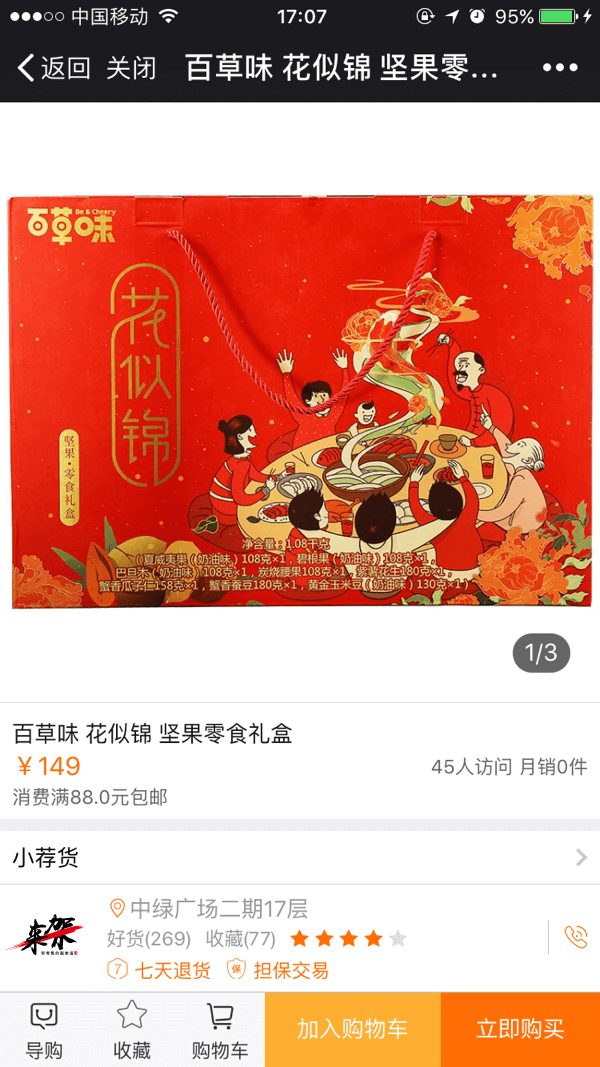 中国移动 17:07 95%
返回 关闭 百草味 花似锦 坚果零...
百草味
Be & Cheery
花似锦
坚果·零食礼盒
净含量：1.08千克
（夏威夷果（奶油味）108克×1，碧根果（奶油味）108克×1，
巴旦木（奶油味）108克×1，炭烧腰果108克×1，紫薯花生180克×1，
蟹香瓜子仁158克×1，蟹香蚕豆180克×1，黄金玉米豆（奶油味）130克×1）
1/3
百草味 花似锦 坚果零食礼盒
￥149 45人访问 月销0件
消费满88.0元包邮
小荐货
中绿广场二期17层
好货(269) 收藏(77)
7 七天退货 保 担保交易
导购 收藏 购物车 加入购物车 立即购买